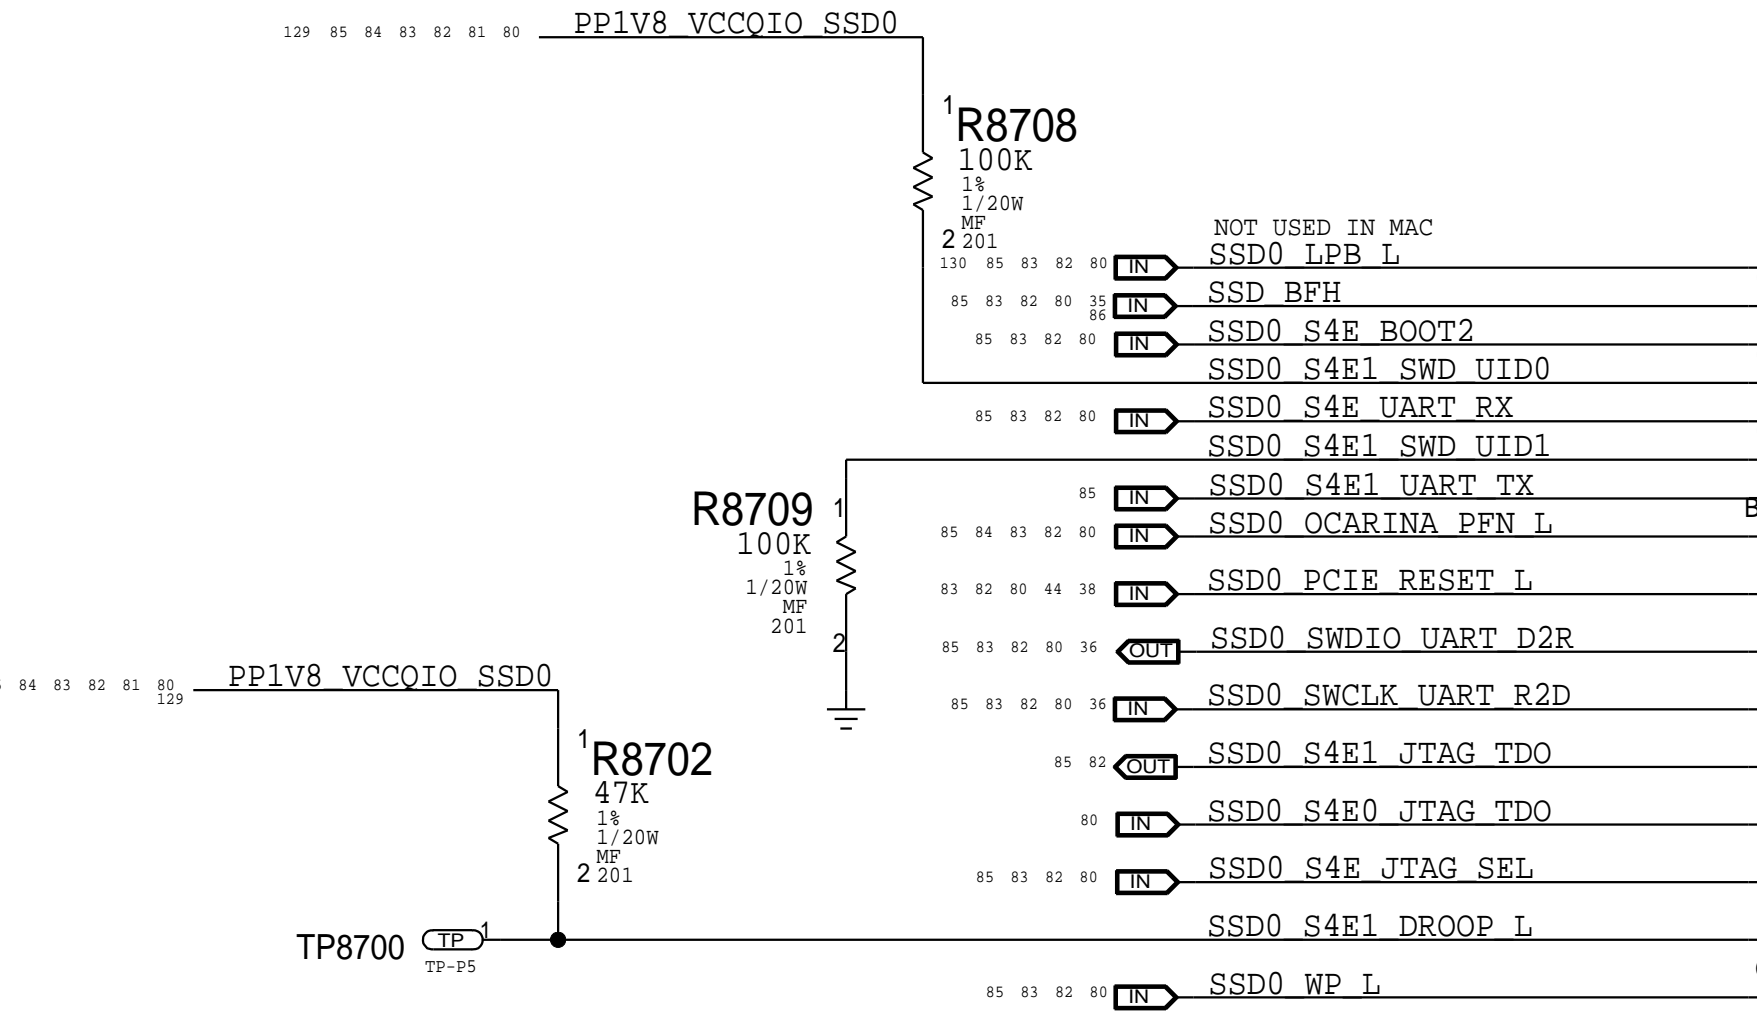 129 85 84 83 82 81 80 PP1V8_VCCQIO_SSD0
1
R8708
100K
1%
1/20W
MF
2 201
NOT USED IN MAC
130 85 83 82 80 IN SSD0_LPB_L
85 83 82 80 35 IN SSD_BFH
86
85 83 82 80 IN SSD0_S4E_BOOT2
SSD0_S4E1_SWD_UID0
85 83 82 80 IN SSD0_S4E_UART_RX
SSD0_S4E1_SWD_UID1
85 IN SSD0_S4E1_UART_TX
R8709 1
100K
1%
1/20W
MF
201
2
85 84 83 82 80 IN SSD0_OCARINA_PFN_L
83 82 80 44 38 IN SSD0_PCIE_RESET_L
85 83 82 80 36 OUT SSD0_SWDIO_UART_D2R
84 83 82 81 80 PP1V8_VCCQIO_SSD0
129
85 83 82 80 36 IN SSD0_SWCLK_UART_R2D
1
R8702
47K
1%
1/20W
MF
2 201
85 82 OUT SSD0_S4E1_JTAG_TDO
80 IN SSD0_S4E0_JTAG_TDO
85 83 82 80 IN SSD0_S4E_JTAG_SEL
TP8700 TP 1
TP-P5
SSD0_S4E1_DROOP_L
85 83 82 80 IN SSD0_WP_L